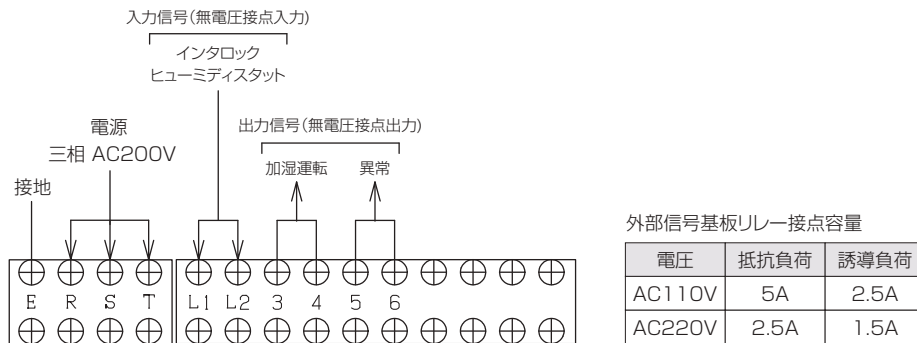 入力信号(無電圧接点入力)
インタロック
ヒューミディスタット
出力信号(無電圧接点出力)
電源
三相 AC200V
加湿運転 異常
接地
E R S T L1 L2 3 4 5 6
外部信号基板リレー接点容量
電圧 抵抗負荷 誘導負荷
AC110V 5A 2.5A
AC220V 2.5A 1.5A